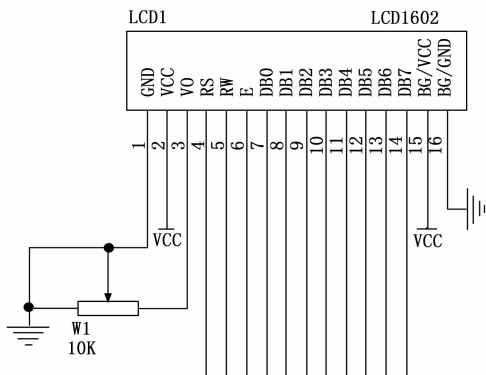 LCD1 LCD1602
GND VCC VO RS RW E DB0 DB1 DB2 DB3 DB4 DB5 DB6 DB7 BG/VCC BG/GND
1 2 3 4 5 6 7 8 9 10 11 12 13 14 15 16
VCC VCC
W1
10K